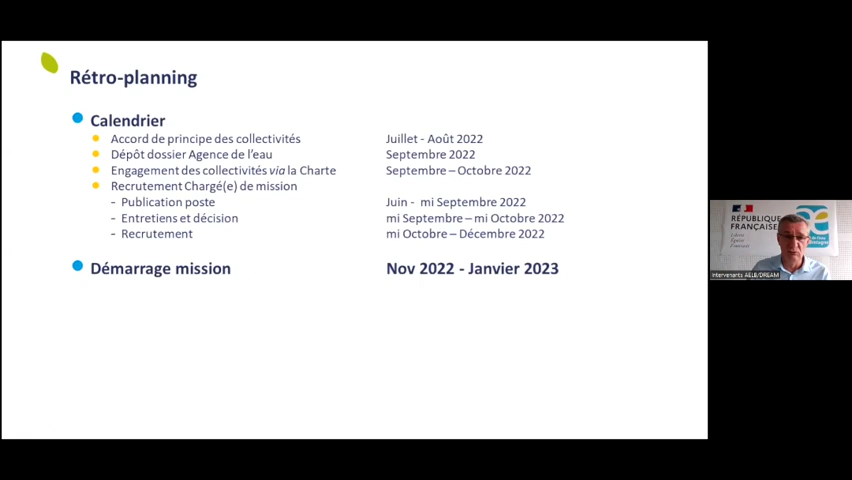 Rétro-planning
Calendrier
Accord de principe des collectivités Juillet - Août 2022
Dépôt dossier Agence de l'eau Septembre 2022
Engagement des collectivités via la Charte Septembre – Octobre 2022
Recrutement Chargé(e) de mission
- Publication poste Juin - mi Septembre 2022
- Entretiens et décision mi Septembre – mi Octobre 2022
- Recrutement mi Octobre – Décembre 2022
Démarrage mission Nov 2022 - Janvier 2023
RÉPUBLIQUE
FRANÇAISE
Liberté
Égalité
Fraternité
Intervenants AELB/DREAM